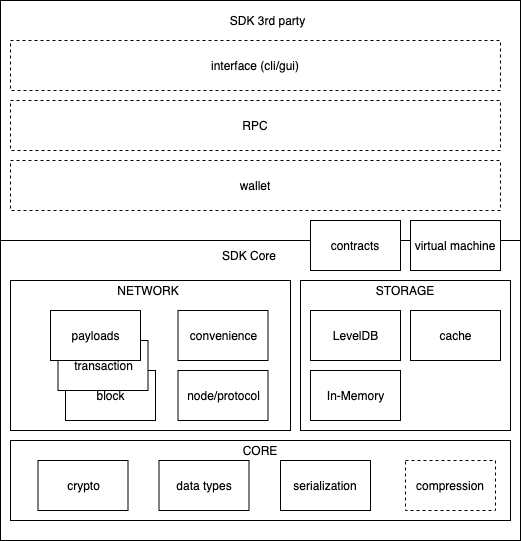 SDK 3rd party
interface (cli/gui)
RPC
wallet
contracts
virtual machine
SDK Core
NETWORK
payloads
transaction
block
convenience
node/protocol
STORAGE
LevelDB
cache
In-Memory
CORE
crypto
data types
serialization
compression